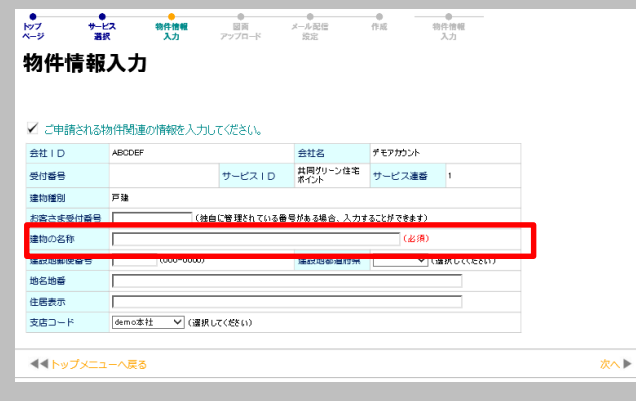 トップ
ページ
サービス
選択
物件情報
入力
図面
アップロード
メール配信
設定
作成
物件情報
入力
物件情報入力
ご申請される物件関連の情報を入力してください。
会社ID ABCDEF 会社名 デモアカウント
受付番号 サービスID 共同グリーン住宅ポイント サービス連番 1
建物種別 戸建
お客さま受付番号 (独自に管理されている番号がある場合、入力することができます)
建物の名称 (必須)
建設地郵便番号 (000-0000) 建設地都道府県 (選択してください)
地名地番
住居表示
支店コード demo本社 (選択してください)
トップメニューへ戻る 次へ